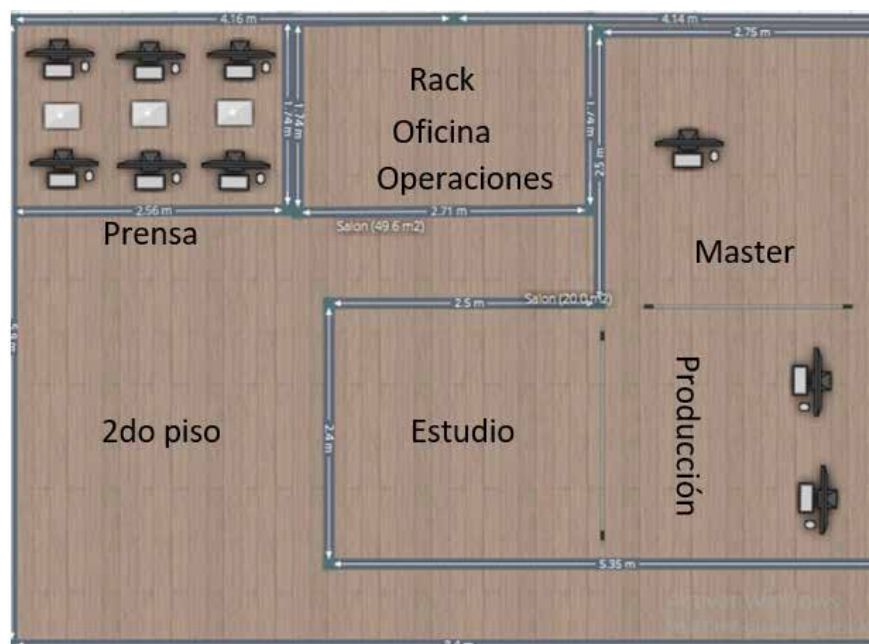 4.16 m
4.14 m
2.75 m
Rack
Oficina
Operaciones
1.74 m
1.74 m
1.74 m
2.5 m
2.56 m
2.71 m
Prensa
Salon (49.6 m2)
Master
2.5 m
Salon (20.0 m2)
2do piso
2.4 m
Estudio
Producción
5.35 m